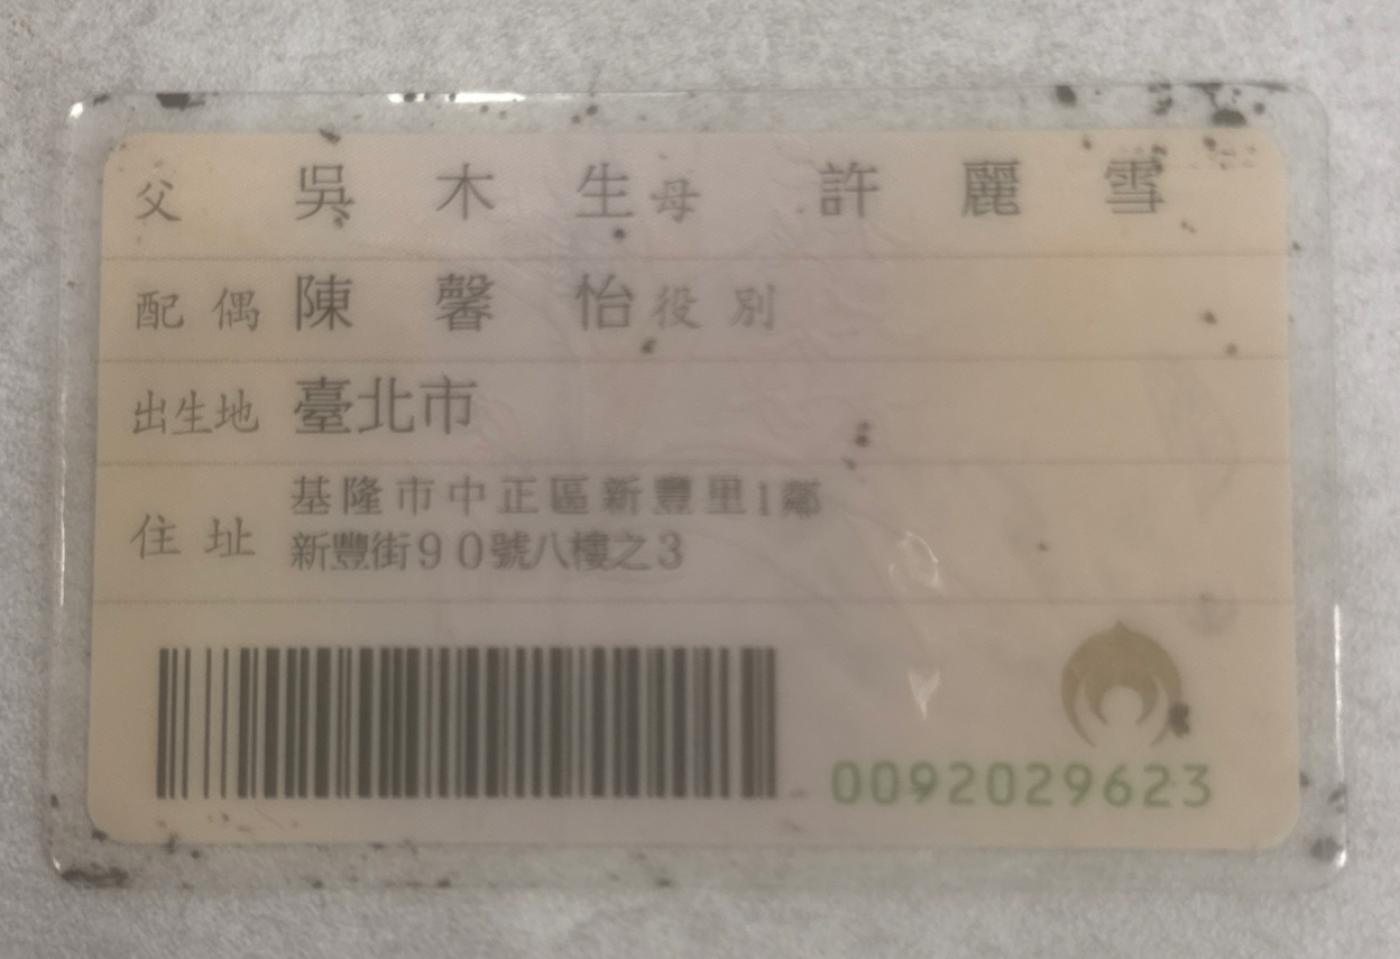 父 吳木生 母 許麗雪
配偶 陳馨怡 役別
出生地 臺北市
住址 基隆市中正區新豐里1鄰
新豐街90號八樓之3
0092029623